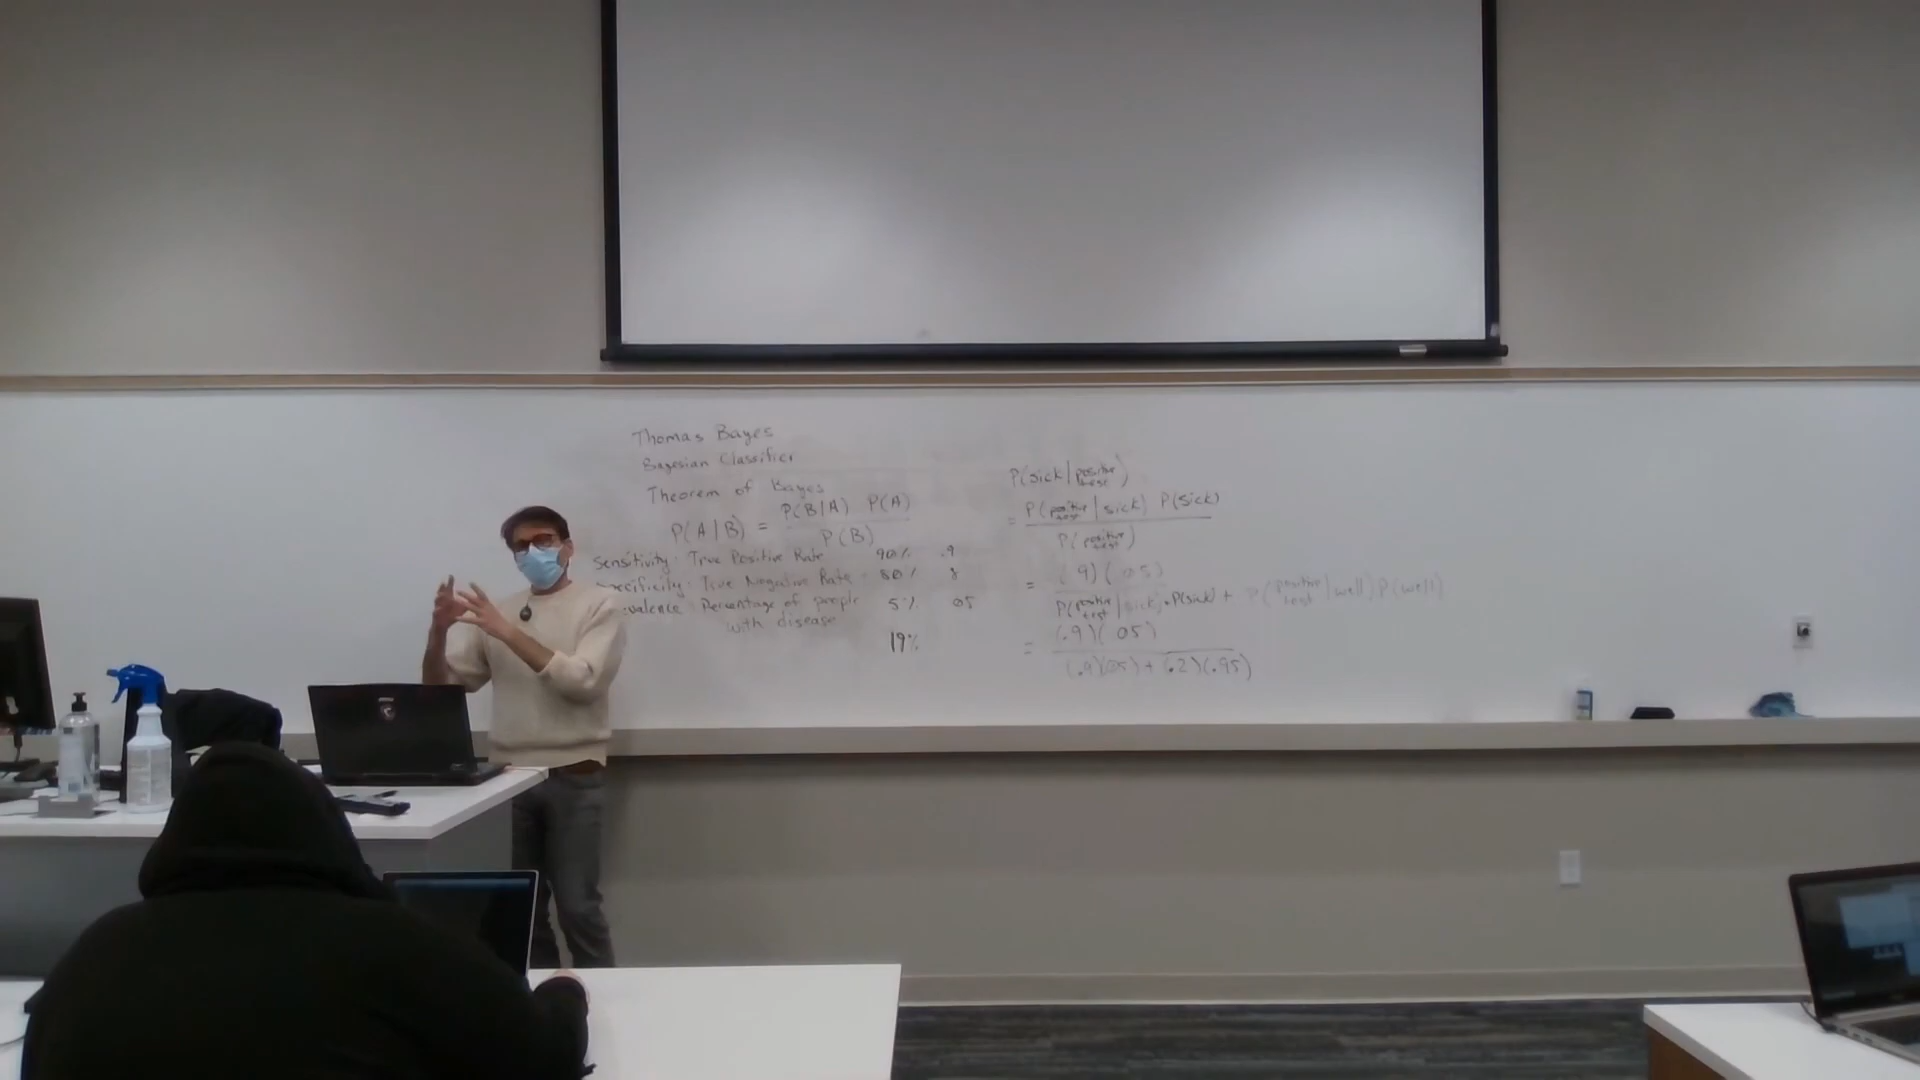 Thomas Bayes
Bayesian Classifier
Theorem of Bayes
P(A|B) = P(B|A) P(A)
P(B)
Sensitivity: True Positive Rate 90% .9
ecificity: True Negative Rate 80% 8
valence: Percentage of people 5% 05
with disease
19%
P(sick|positive test)
= P(positive test|sick) P(sick)
P(positive test)
= (9)(05)
P(positive test|sick)•P(sick) + P(positive test|well)P(well)
= (.9)(05)
(.9)(05) + (.2)(.95)